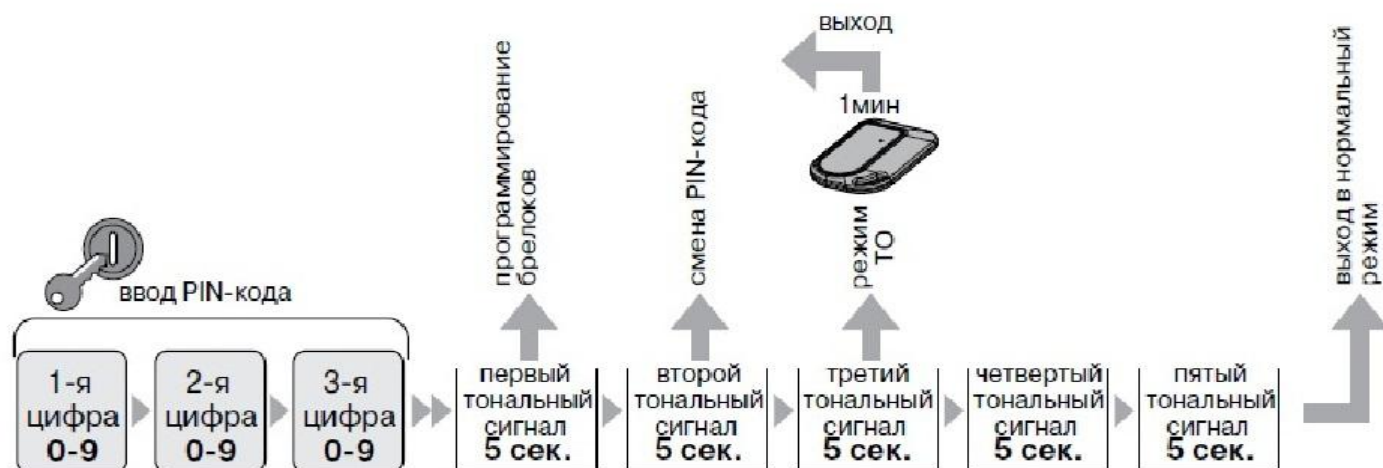 выход
1мин
программирование
брелоков
смена PIN-кода
режим
ТО
выход в нормальный
режим
ввод PIN-кода
1-я
цифра
0-9
2-я
цифра
0-9
3-я
цифра
0-9
первый
тональный
сигнал
5 сек.
второй
тональный
сигнал
5 сек.
третий
тональный
сигнал
5 сек.
четвертый
тональный
сигнал
5 сек.
пятый
тональный
сигнал
5 сек.